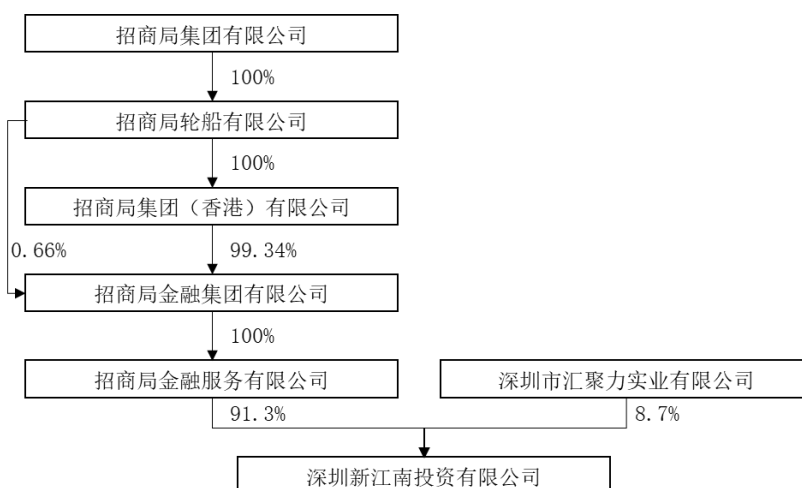 招商局集团有限公司
100%
招商局轮船有限公司
100%
招商局集团（香港）有限公司
0.66%
99.34%
招商局金融集团有限公司
100%
招商局金融服务有限公司
深圳市汇聚力实业有限公司
91.3%
8.7%
深圳新江南投资有限公司